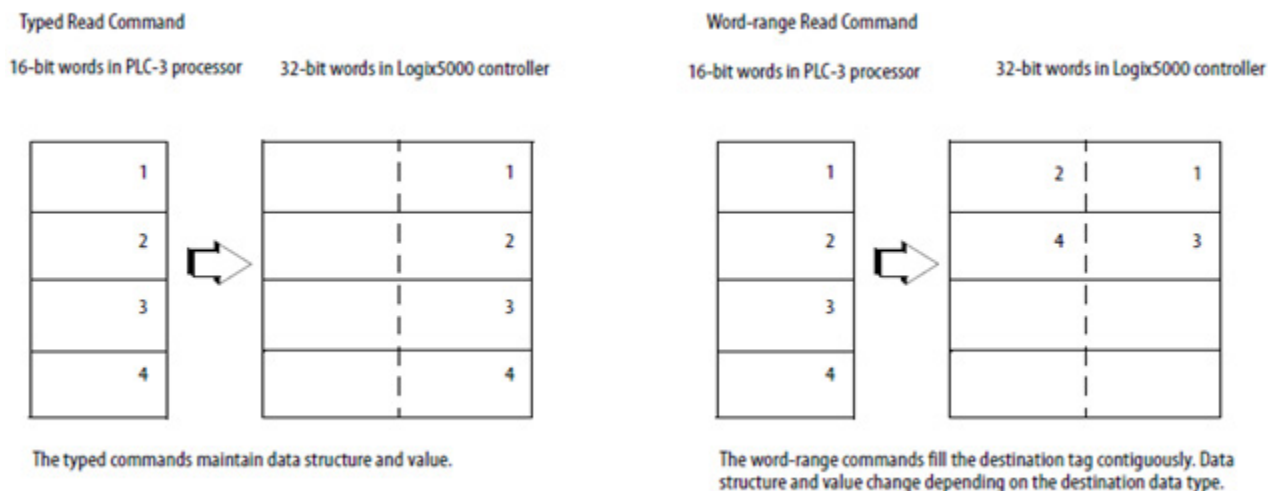 Typed Read Command
16-bit words in PLC-3 processor
32-bit words in Logix5000 controller
1
1
2
2
3
3
4
4
The typed commands maintain data structure and value.
Word-range Read Command
16-bit words in PLC-3 processor
32-bit words in Logix5000 controller
1
2
1
2
4
3
3
4
The word-range commands fill the destination tag contiguously. Data
structure and value change depending on the destination data type.